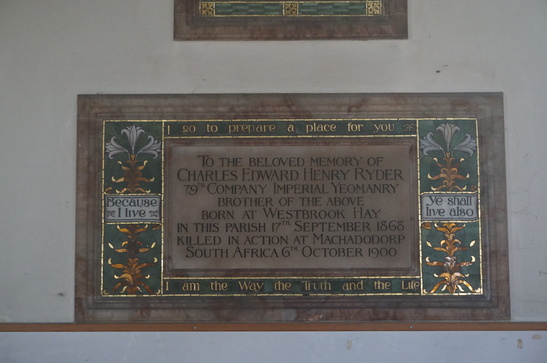 I go to prepare a place for you
TO THE BELOVED MEMORY OF
CHARLES EDWARD HENRY RYDER
79TH COMPANY IMPERIAL YEOMANRY
BROTHER OF THE ABOVE
BORN AT WESTBROOK HAY
IN THIS PARISH 17TH SEPTEMBER 1868
KILLED IN ACTION AT MACHADODORP
SOUTH AFRICA 6TH OCTOBER 1900
Because
I live
Ye shall
live also
I am the Way the Truth and the Life